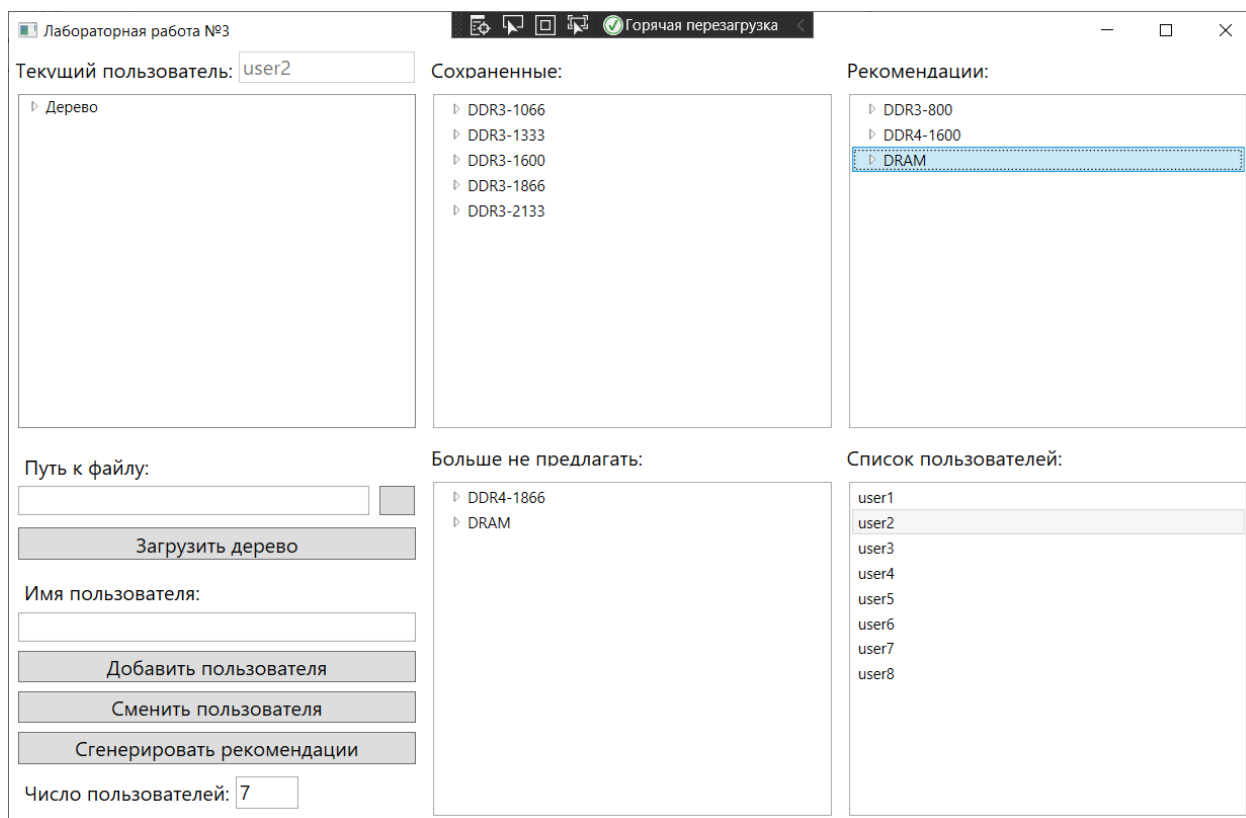 Лабораторная работа №3
Горячая перезагрузка
Текущий пользователь: user2
Дерево
Сохраненные:
DDR3-1066
DDR3-1333
DDR3-1600
DDR3-1866
DDR3-2133
Рекомендации:
DDR3-800
DDR4-1600
DRAM
Путь к файлу:
Загрузить дерево
Имя пользователя:
Добавить пользователя
Сменить пользователя
Сгенерировать рекомендации
Число пользователей: 7
Больше не предлагать:
DDR4-1866
DRAM
Список пользователей:
user1
user2
user3
user4
user5
user6
user7
user8